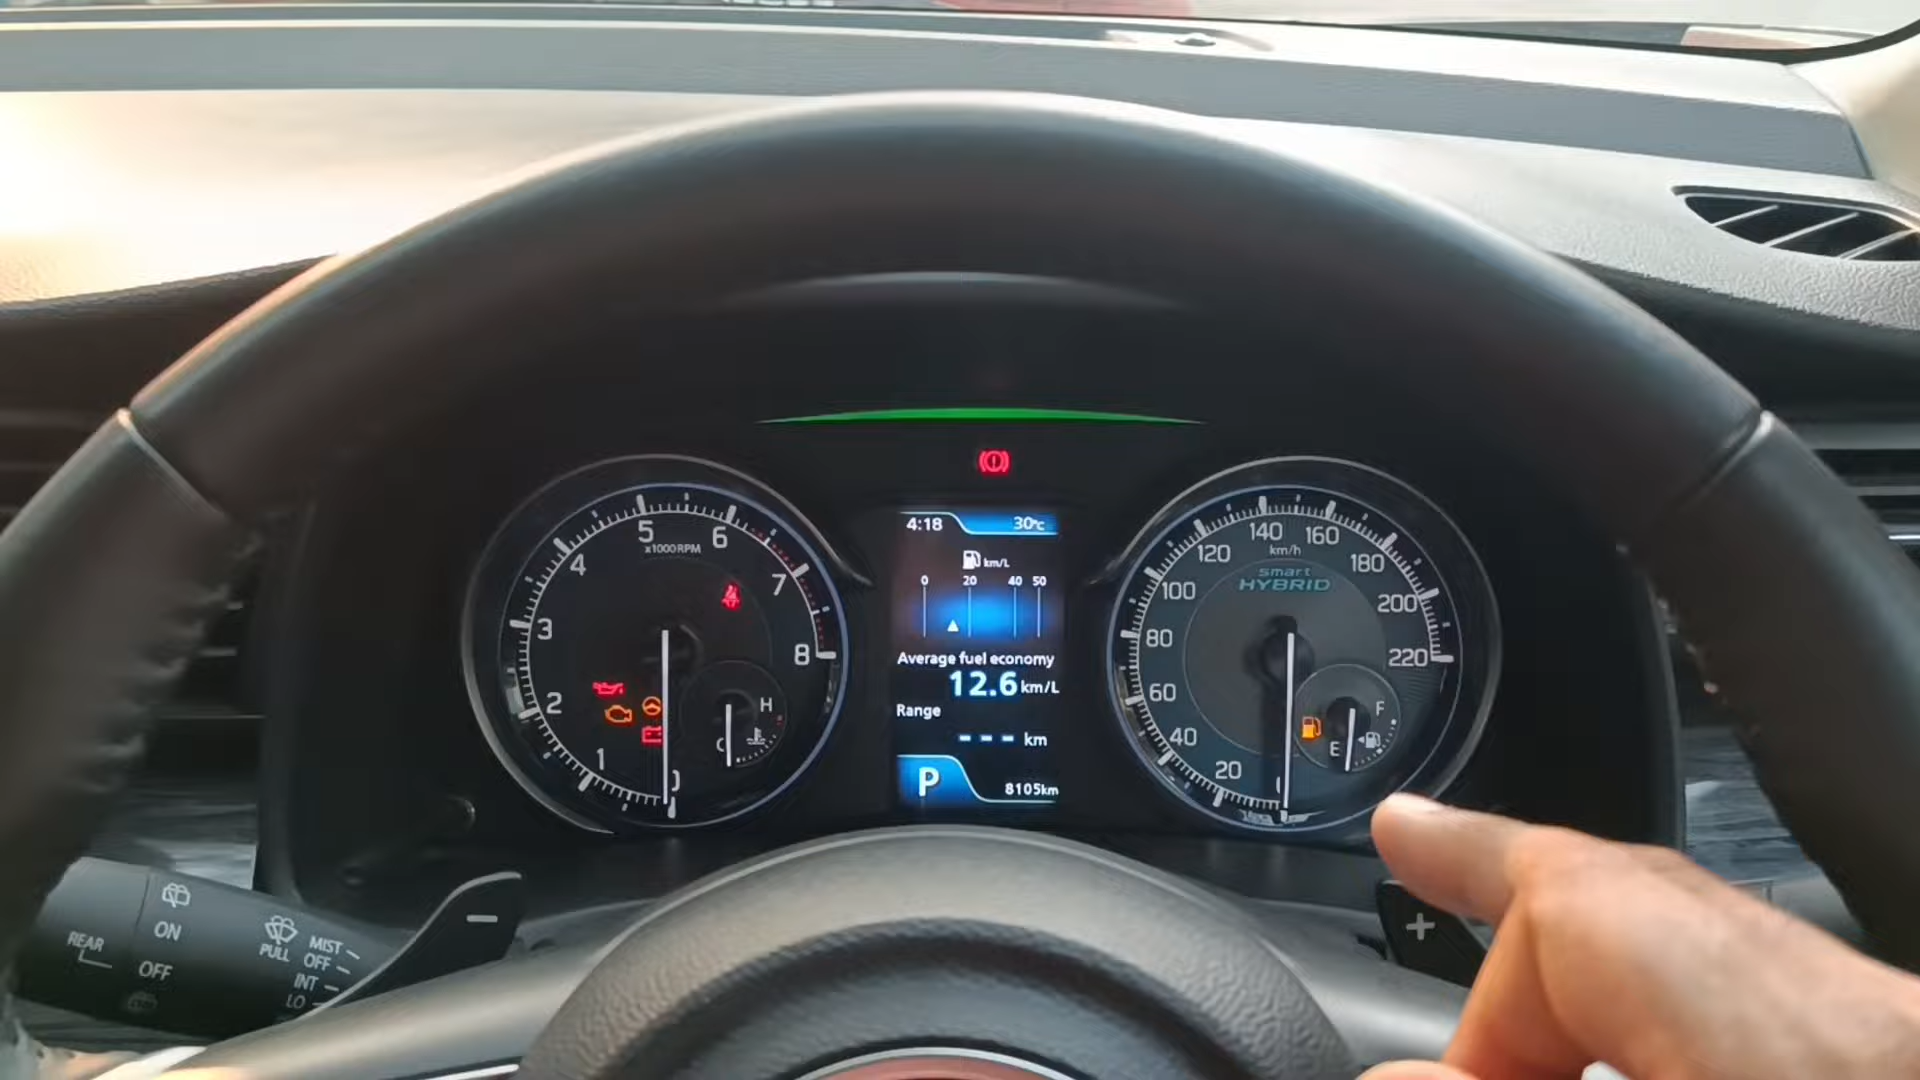 5
6
x1000RPM
4
7
3
8
2
1
0
H
C
4:18
30°C
km/L
0 20 40 50
Average fuel economy
12.6 km/L
Range
--- km
P
8105km
140
120
160
km/h
100
180
smart
HYBRID
200
80
220
60
40
20
F
E
ON
REAR
OFF
PULL
MIST
OFF
INT
LO
−
+